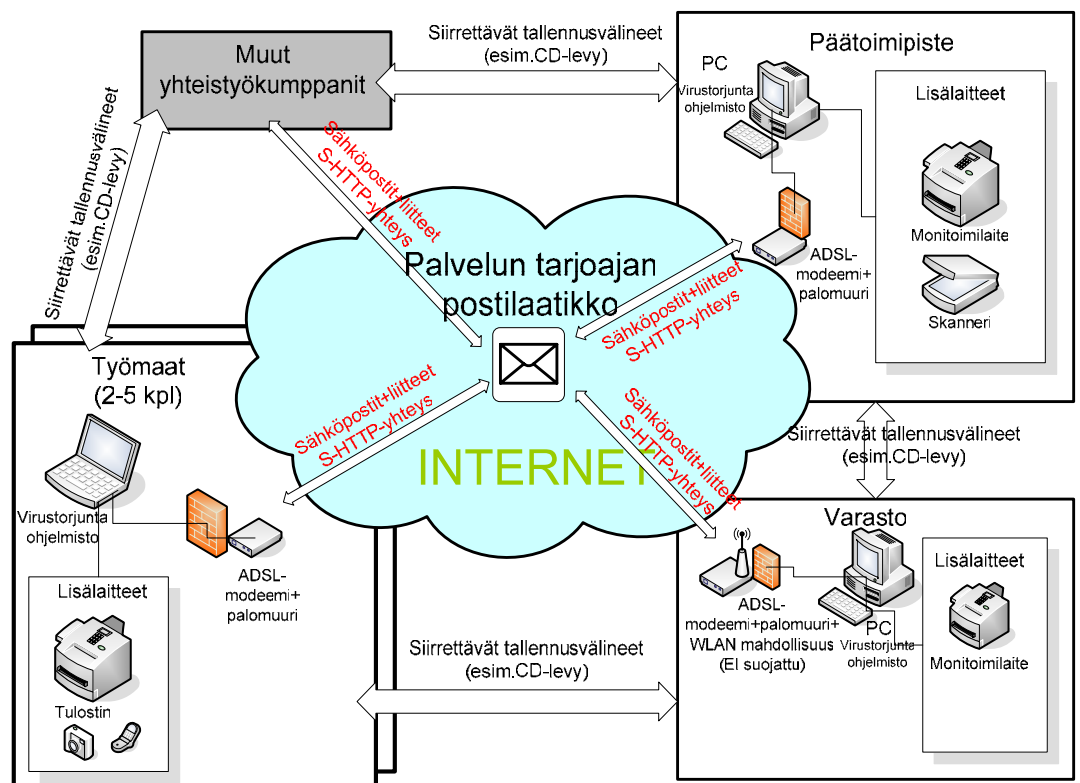 Siirrettävät tallennusvälineet
(esim.CD-levy)
Muut
yhteistyökumppanit
Päätoimipiste
PC
Virustorjunta
ohjelmisto
Lisälaitteet
Monitoimilaite
Skanneri
ADSL-
modeemi+
palomuuri
Siirrettävät tallennusvälineet
(esim.CD-levy)
Sähköpostit+liitteet
S-HTTP-yhteys
Palvelun tarjoajan
postilaatikko
Sähköpostit+liitteet
S-HTTP-yhteys
Sähköpostit+liitteet
S-HTTP-yhteys
Sähköpostit+liitteet
S-HTTP-yhteys
INTERNET
Työmaat
(2-5 kpl)
Virustorjunta
ohjelmisto
ADSL-
modeemi+
palomuuri
Lisälaitteet
Tulostin
Siirrettävät tallennusvälineet
(esim.CD-levy)
Siirrettävät tallennusvälineet
(esim.CD-levy)
Varasto
ADSL-
modeemi+palomuuri+
WLAN mahdollisuus
(EI suojattu)
PC
Virustorjunta
ohjelmisto
Lisälaitteet
Monitoimilaite